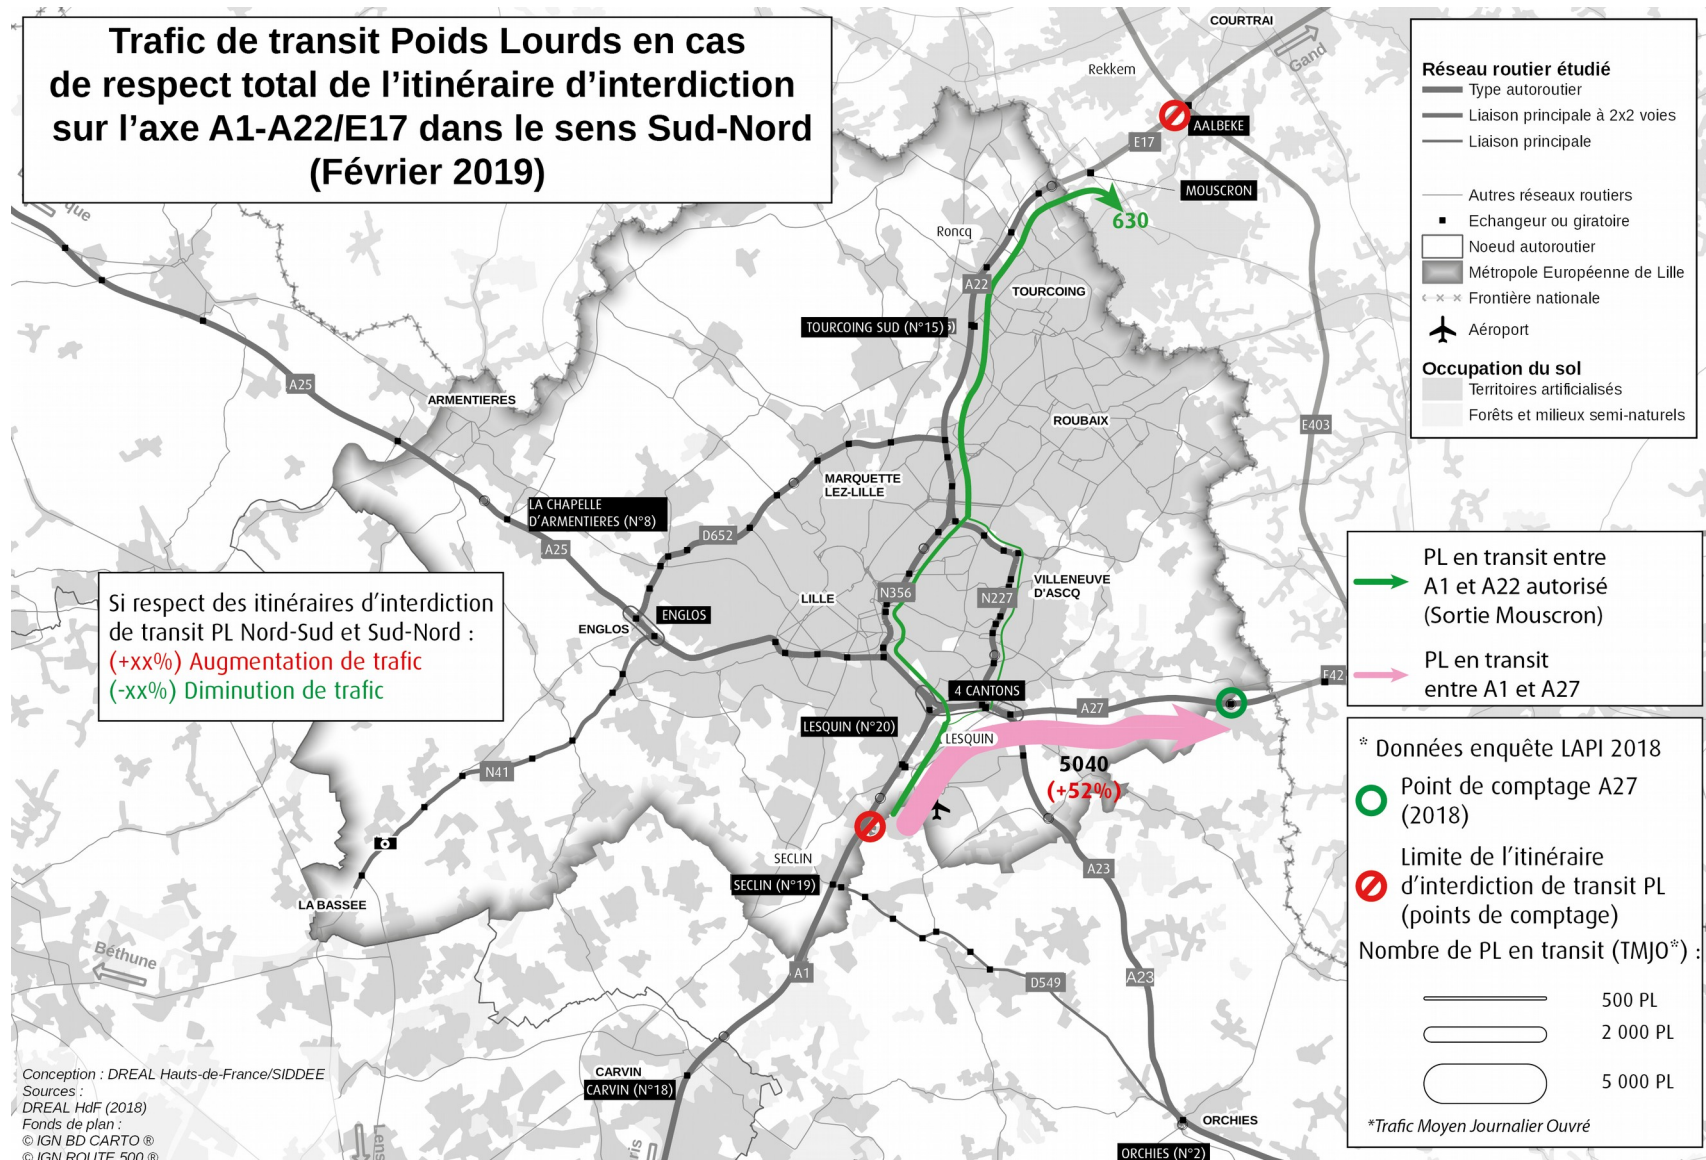 Trafic de transit Poids Lourds en cas
de respect total de l'itinéraire d'interdiction
sur l'axe A1-A22/E17 dans le sens Sud-Nord
(Février 2019)
COURTRAI
Gand
Rekkem
AALBEKE
E17
MOUSCRON
630
Roncq
A22
TOURCOING
TOURCOING SUD (N°15)
A25
ARMENTIERES
ROUBAIX
E403
MARQUETTE
LEZ-LILLE
LA CHAPELLE
D'ARMENTIERES (N°8)
A25
D652
VILLENEUVE
D'ASCQ
N356
LILLE
N227
ENGLOS
ENGLOS
4 CANTONS
E42
A27
LESQUIN (N°20)
LESQUIN
5040
(+52%)
N41
SECLIN
SECLIN (N°19)
A23
LA BASSEE
Béthune
A1
A23
D549
CARVIN
CARVIN (N°18)
ORCHIES
ORCHIES (N°2)
Lens
Si respect des itinéraires d'interdiction
de transit PL Nord-Sud et Sud-Nord :
(+xx%) Augmentation de trafic
(-xx%) Diminution de trafic
Réseau routier étudié
Type autoroutier
Liaison principale à 2x2 voies
Liaison principale
Autres réseaux routiers
Echangeur ou giratoire
Noeud autoroutier
Métropole Européenne de Lille
Frontière nationale
Aéroport
Occupation du sol
Territoires artificialisés
Forêts et milieux semi-naturels
PL en transit entre
A1 et A22 autorisé
(Sortie Mouscron)
PL en transit
entre A1 et A27
* Données enquête LAPI 2018
Point de comptage A27
(2018)
Limite de l'itinéraire
d'interdiction de transit PL
(points de comptage)
Nombre de PL en transit (TMJO*) :
500 PL
2 000 PL
5 000 PL
*Trafic Moyen Journalier Ouvré
Conception : DREAL Hauts-de-France/SIDDEE
Sources :
DREAL HdF (2018)
Fonds de plan :
© IGN BD CARTO ®
© IGN ROUTE 500 ®